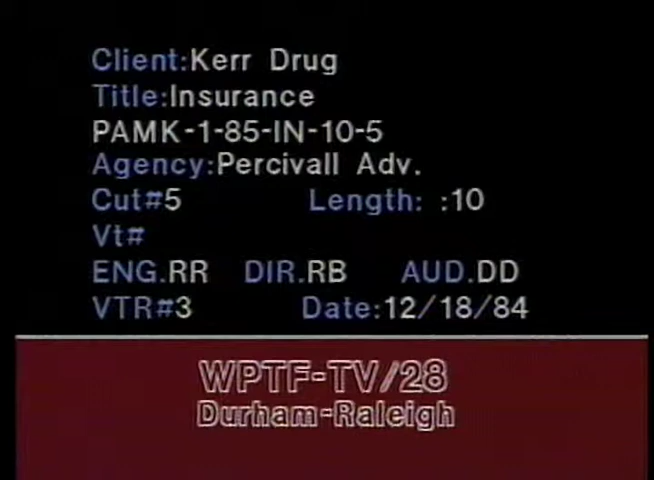 Client:Kerr Drug
Title:Insurance
PAMK-1-85-IN-10-5
Agency:Percivall Adv.
Cut#5 Length: :10
Vt#
ENG.RR DIR.RB AUD.DD
VTR#3 Date:12/18/84
WPTF-TV/28
Durham-Raleigh